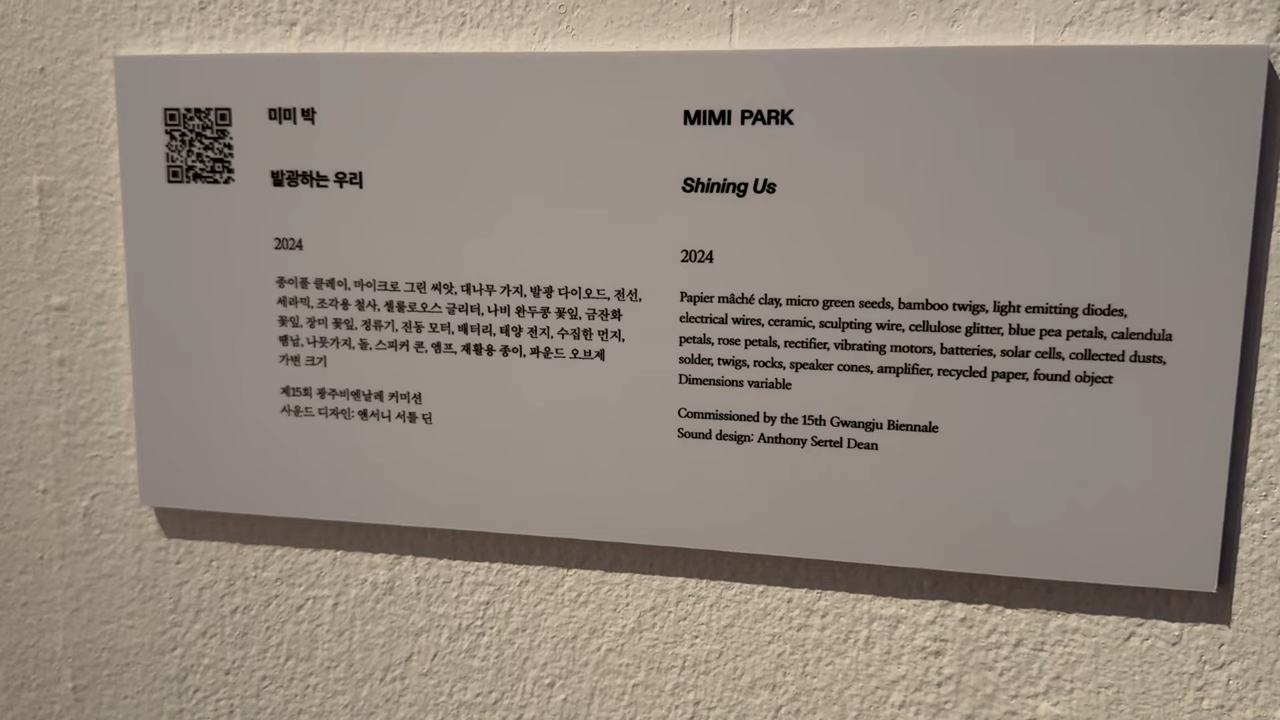 미미 박
발광하는 우리
2024
종이풀 클레이, 마이크로 그린 씨앗, 대나무 가지, 발광 다이오드, 전선,
세라믹, 조각용 철사, 셀룰로오스 글리터, 나비 완두콩 꽃잎, 금잔화
꽃잎, 장미 꽃잎, 정류기, 진동 모터, 배터리, 태양 전지, 수집한 먼지,
땜납, 나뭇가지, 돌, 스피커 콘, 앰프, 재활용 종이, 파운드 오브제
가변 크기
제15회 광주비엔날레 커미션
사운드 디자인: 앤서니 서틀 딘
MIMI PARK
Shining Us
2024
Papier mâché clay, micro green seeds, bamboo twigs, light emitting diodes,
electrical wires, ceramic, sculpting wire, cellulose glitter, blue pea petals, calendula
petals, rose petals, rectifier, vibrating motors, batteries, solar cells, collected dusts,
solder, twigs, rocks, speaker cones, amplifier, recycled paper, found object
Dimensions variable
Commissioned by the 15th Gwangju Biennale
Sound design: Anthony Sertel Dean